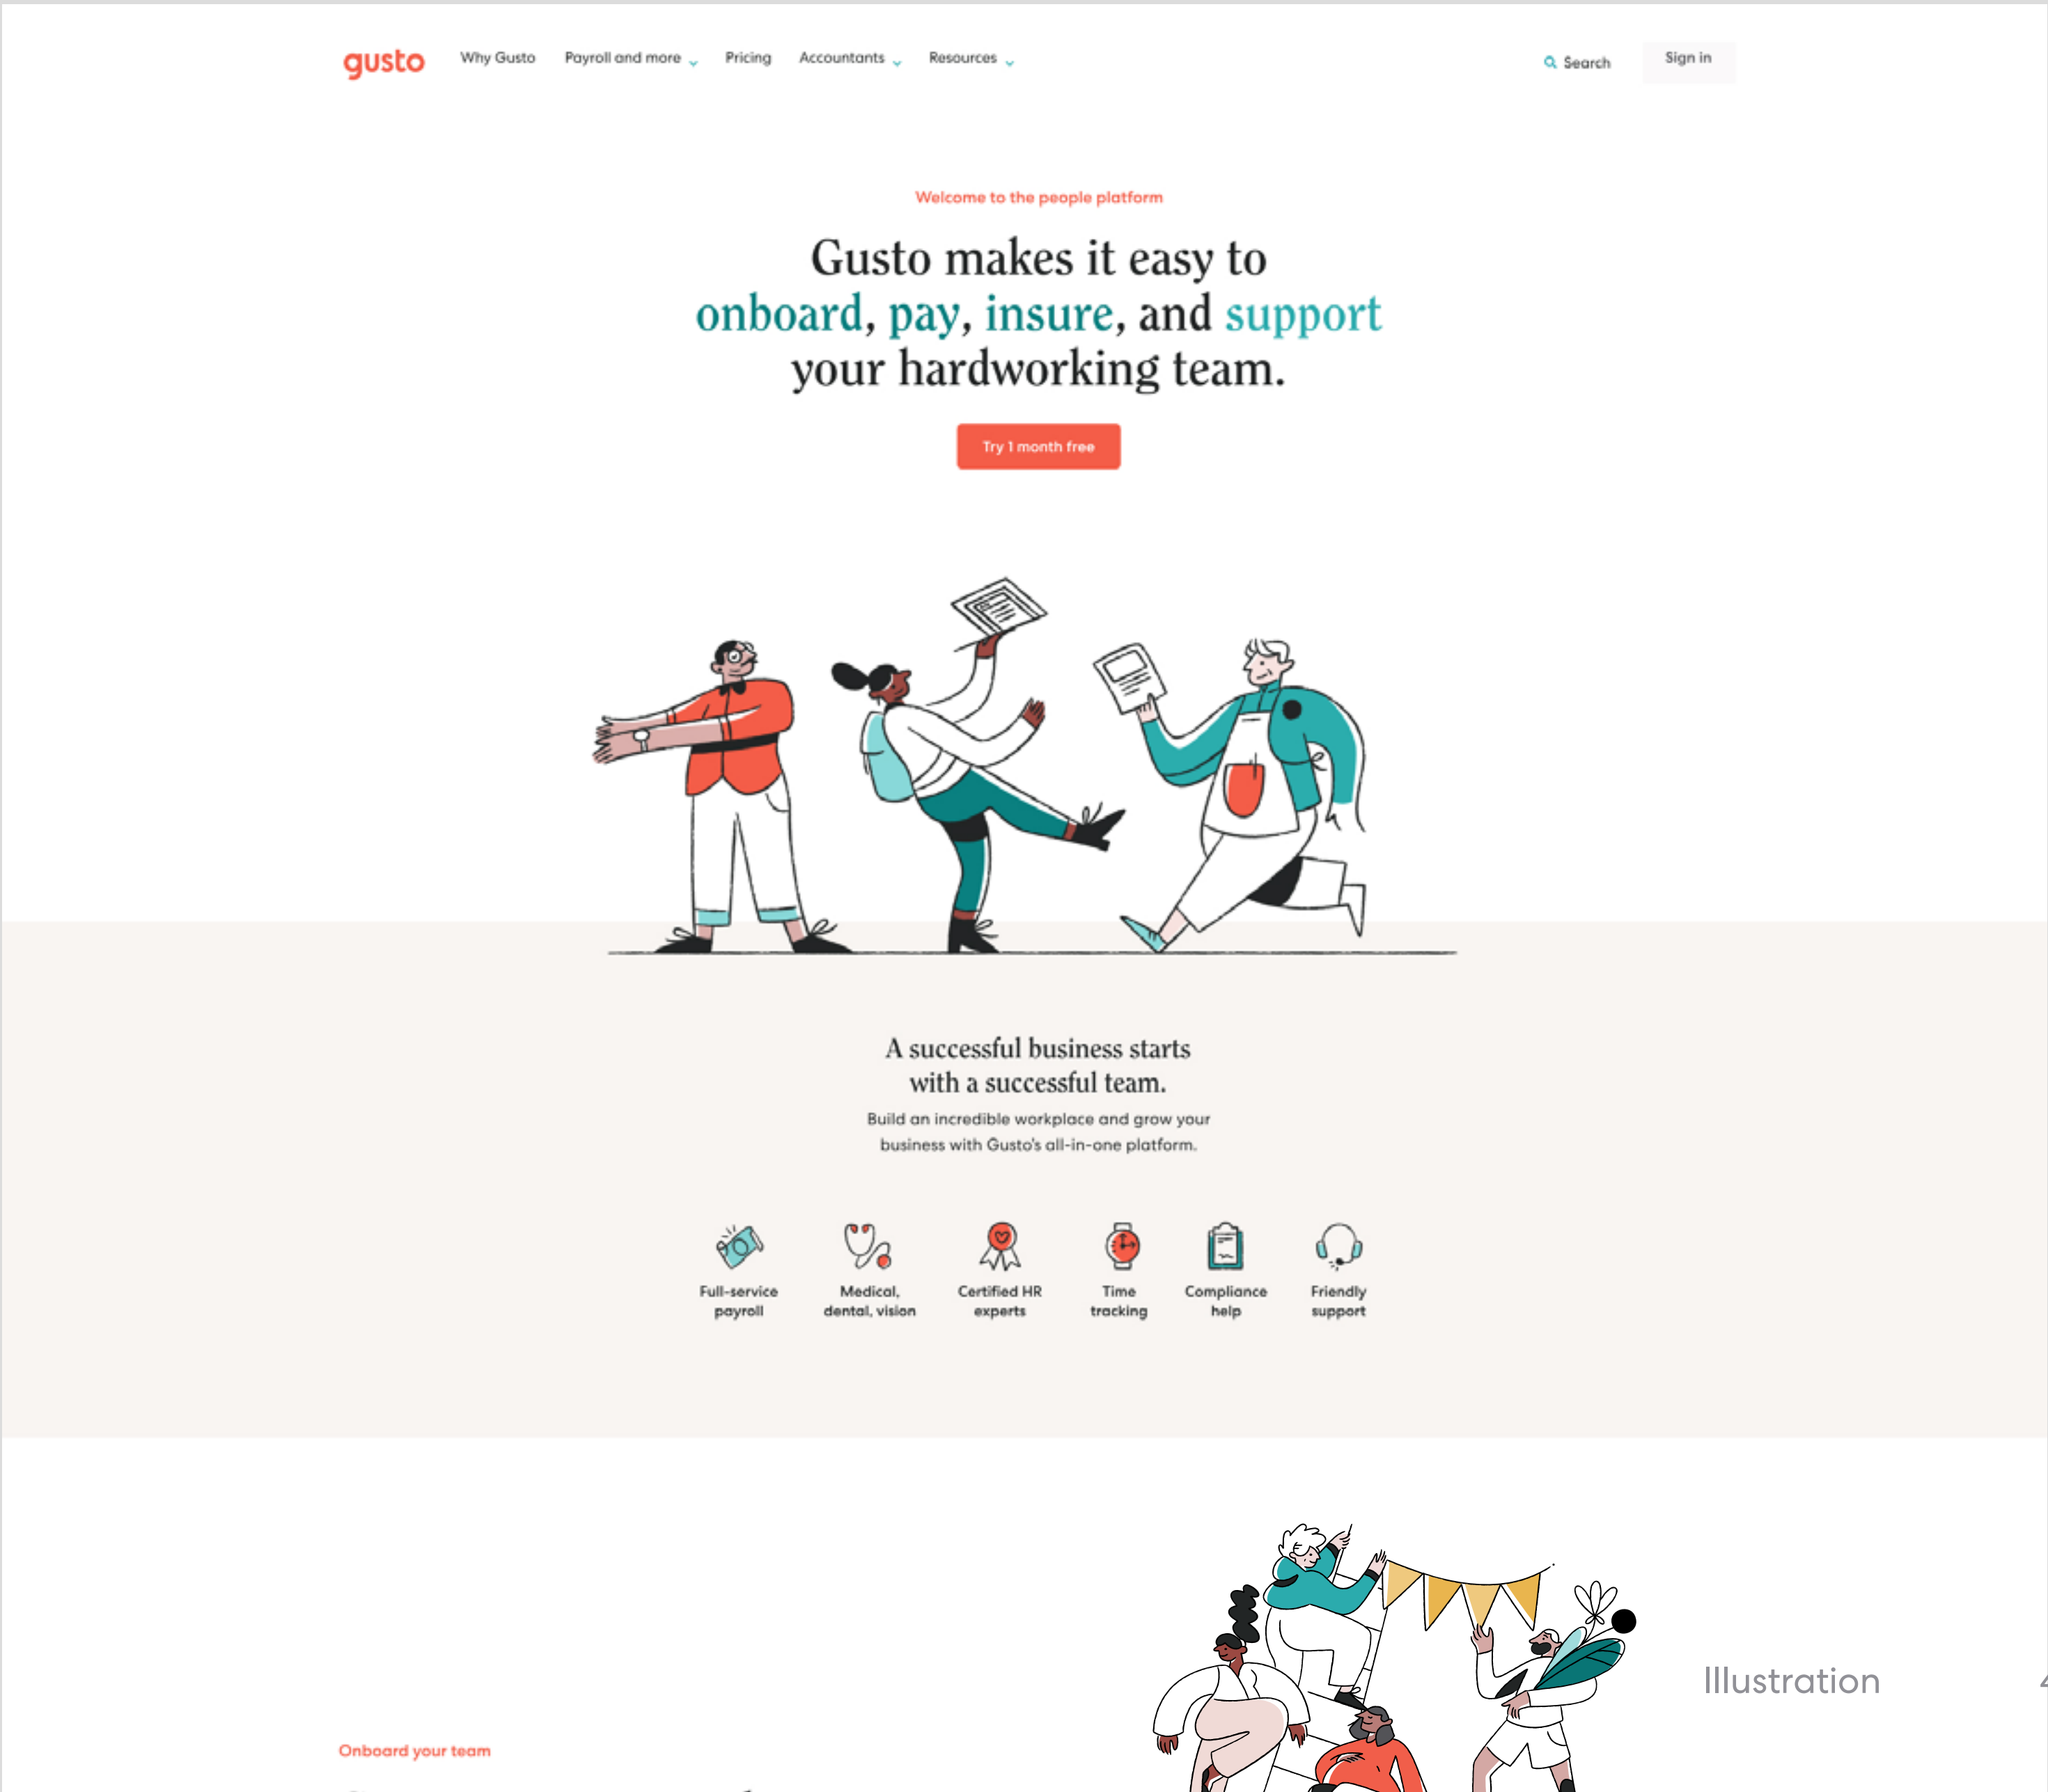 gusto
Why Gusto
Payroll and more
Pricing
Accountants
Resources
Search
Sign in
Welcome to the people platform
Gusto makes it easy to
onboard, pay, insure, and support
your hardworking team.
Try 1 month free
A successful business starts
with a successful team.
Build an incredible workplace and grow your
business with Gusto's all-in-one platform.
Full-service
payroll
Medical,
dental, vision
Certified HR
experts
Time
tracking
Compliance
help
Friendly
support
Illustration
Onboard your team